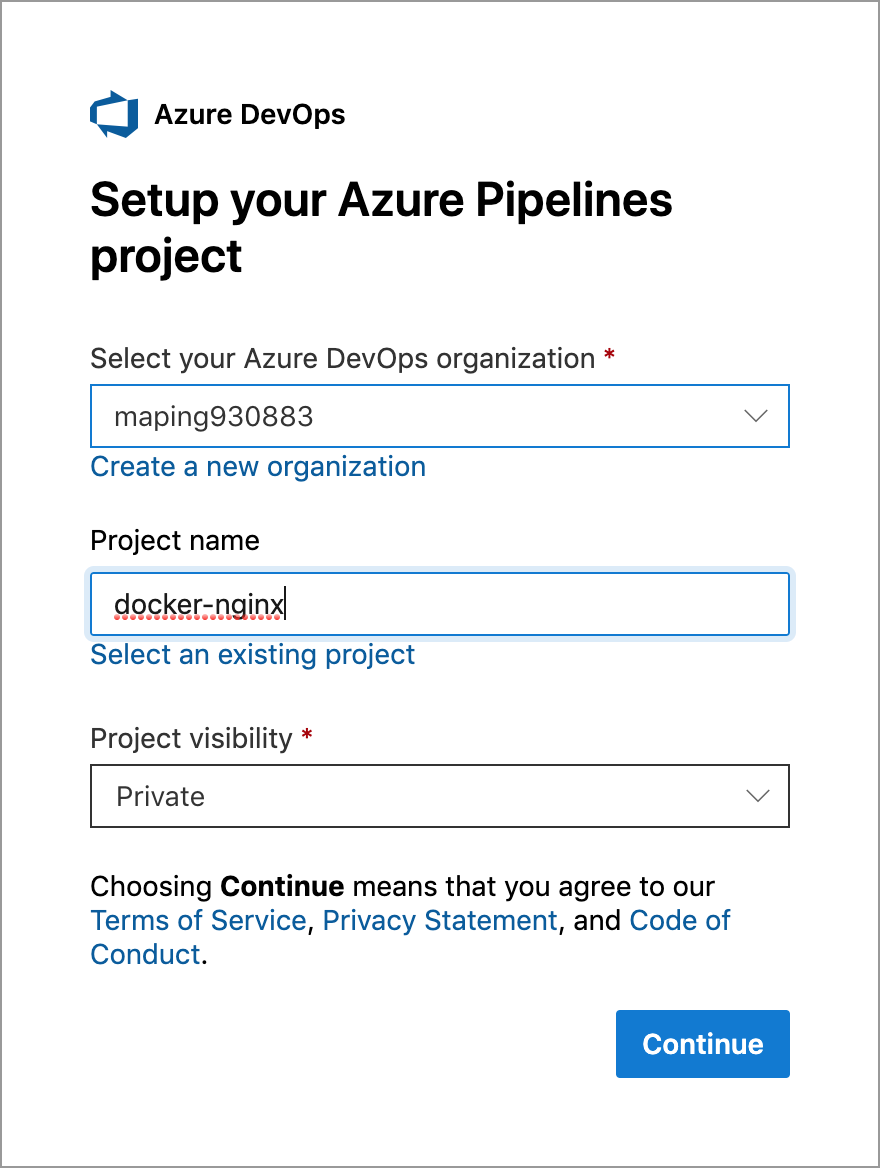 Azure DevOps
Setup your Azure Pipelines
project
Select your Azure DevOps organization *
maping930883
Create a new organization
Project name
docker-nginx
Select an existing project
Project visibility *
Private
Choosing Continue means that you agree to our
Terms of Service, Privacy Statement, and Code of
Conduct.
Continue